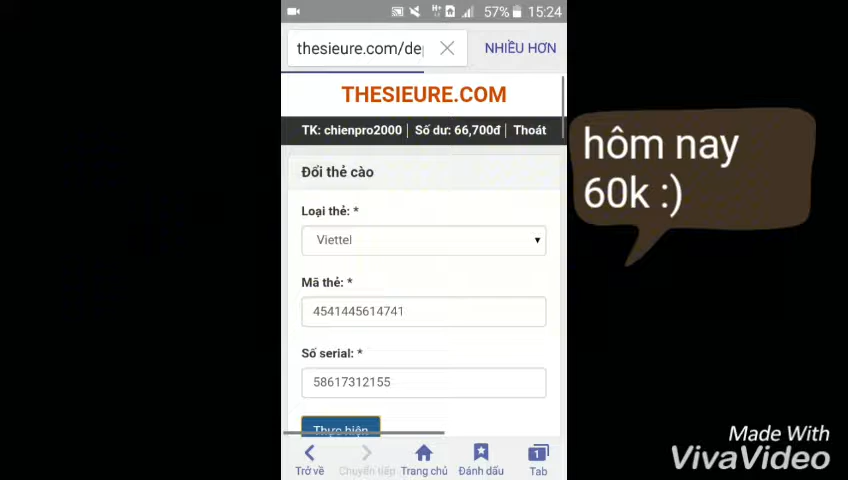 57% 15:24
thesieure.com/de
NHIỀU HƠN
THESIEURE.COM
TK: chienpro2000 | Số dư: 66,700đ | Thoát
Đổi thẻ cào
Loại thẻ: *
Viettel
Mã thẻ: *
4541445614741
Số serial: *
58617312155
Thực hiện
Trở về
Chuyển tiếp
Trang chủ
Đánh dấu
1
Tab
hôm nay
60k :)
Made With
VivaVideo